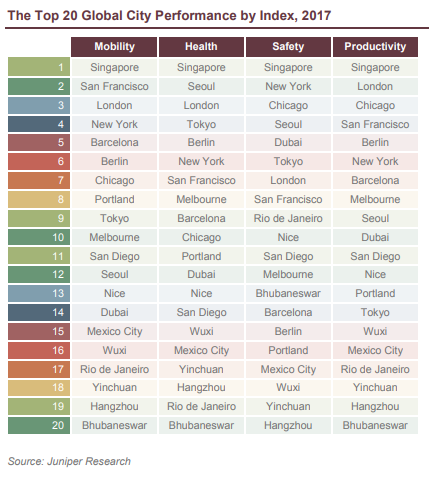 The Top 20 Global City Performance by Index, 2017
Mobility Health Safety Productivity
1 Singapore Singapore Singapore Singapore
2 San Francisco Seoul New York London
3 London London Chicago Chicago
4 New York Tokyo Seoul San Francisco
5 Barcelona Berlin Dubai Berlin
6 Berlin New York Tokyo New York
7 Chicago San Francisco London Barcelona
8 Portland Melbourne San Francisco Melbourne
9 Tokyo Barcelona Rio de Janeiro Seoul
10 Melbourne Chicago Nice Dubai
11 San Diego Portland San Diego San Diego
12 Seoul Dubai Melbourne Nice
13 Nice Nice Bhubaneswar Portland
14 Dubai San Diego Barcelona Tokyo
15 Mexico City Wuxi Berlin Wuxi
16 Wuxi Mexico City Portland Mexico City
17 Rio de Janeiro Yinchuan Mexico City Rio de Janeiro
18 Yinchuan Hangzhou Wuxi Yinchuan
19 Hangzhou Rio de Janeiro Yinchuan Hangzhou
20 Bhubaneswar Bhubaneswar Hangzhou Bhubaneswar
Source: Juniper Research